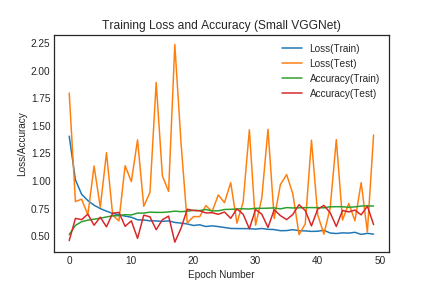 Training Loss and Accuracy (Small VGGNet)
Loss(Train)
Loss(Test)
Accuracy(Train)
Accuracy(Test)
2.25
2.00
1.75
1.50
1.25
1.00
0.75
0.50
Loss/Accuracy
0 10 20 30 40 50
Epoch Number